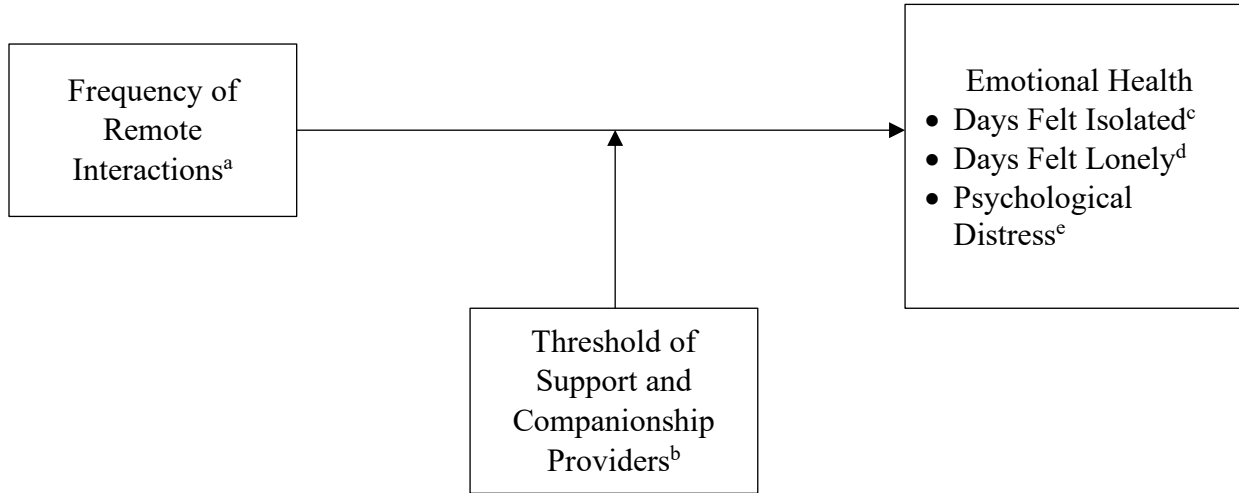 Frequency of
Remote
Interactionsᵃ
Emotional Health
• Days Felt Isolatedᶜ
• Days Felt Lonelyᵈ
• Psychological
Distressᵉ
Threshold of
Support and
Companionship
Providersᵇ